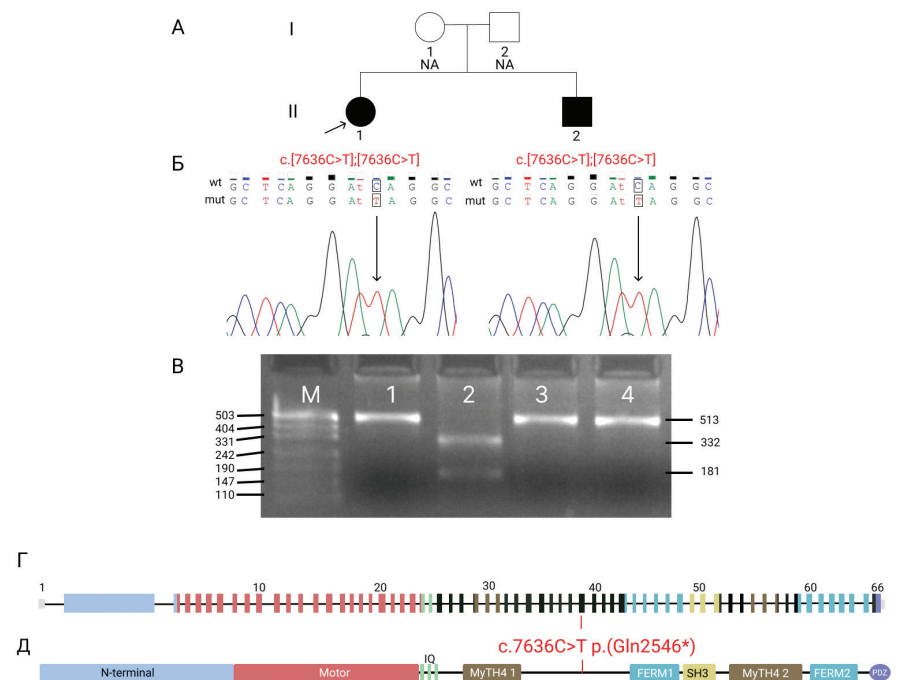 А
I
1
NA
2
NA
II
1
2
Б
c.[7636C>T];[7636C>T]
c.[7636C>T];[7636C>T]
wt
G C T C A G G A t C A G G C
mut G C T C A G G A t T A G G C
wt
G C T C A G G A t C A G G C
mut G C T C A G G A t T A G G C
В
M 1 2 3 4
503
404
331
242
190
147
110
513
332
181
Г
1 10 20 30 40 50 60 66
c.7636C>T p.(Gln2546*)
Д
N-terminal Motor IQ MyTH4 1 FERM1 SH3 MyTH4 2 FERM2 PDZ